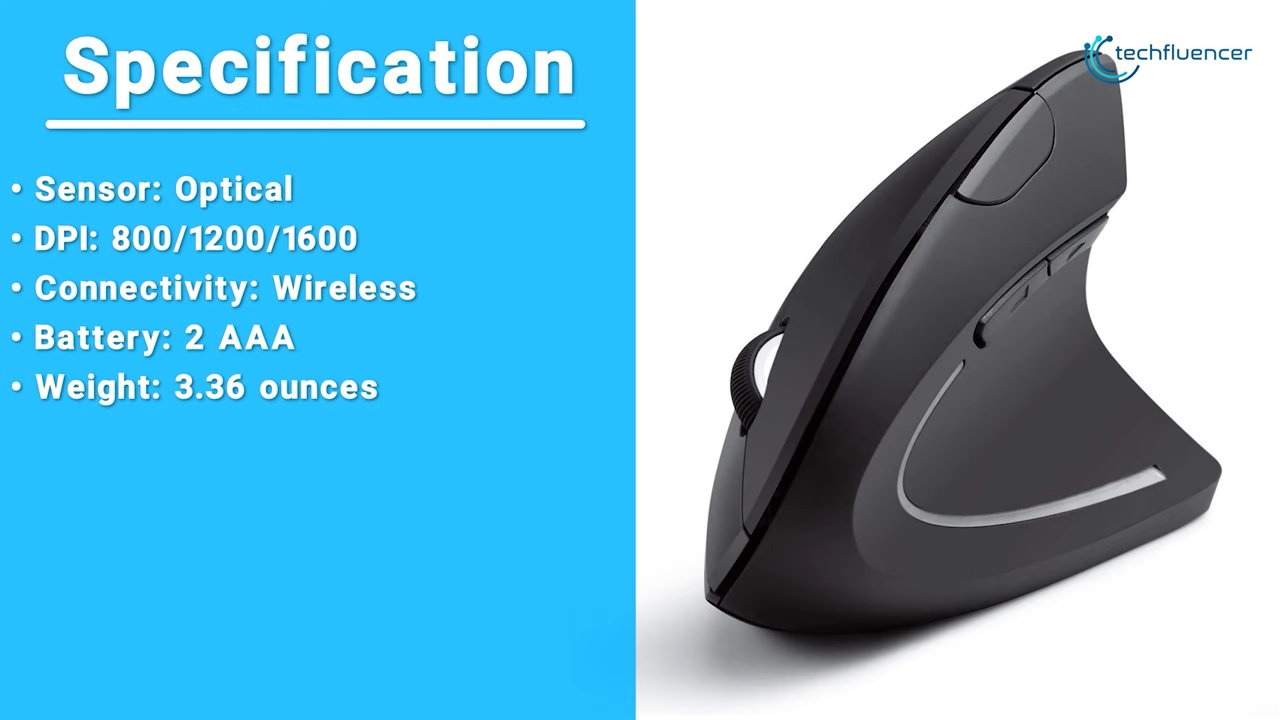 Specification
techfluencer
• Sensor: Optical
• DPI: 800/1200/1600
• Connectivity: Wireless
• Battery: 2 AAA
• Weight: 3.36 ounces